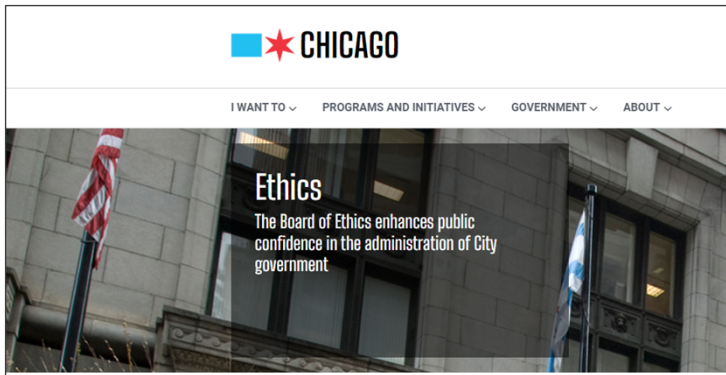 CHICAGO
I WANT TO
PROGRAMS AND INITIATIVES
GOVERNMENT
ABOUT
Ethics
The Board of Ethics enhances public
confidence in the administration of City
government